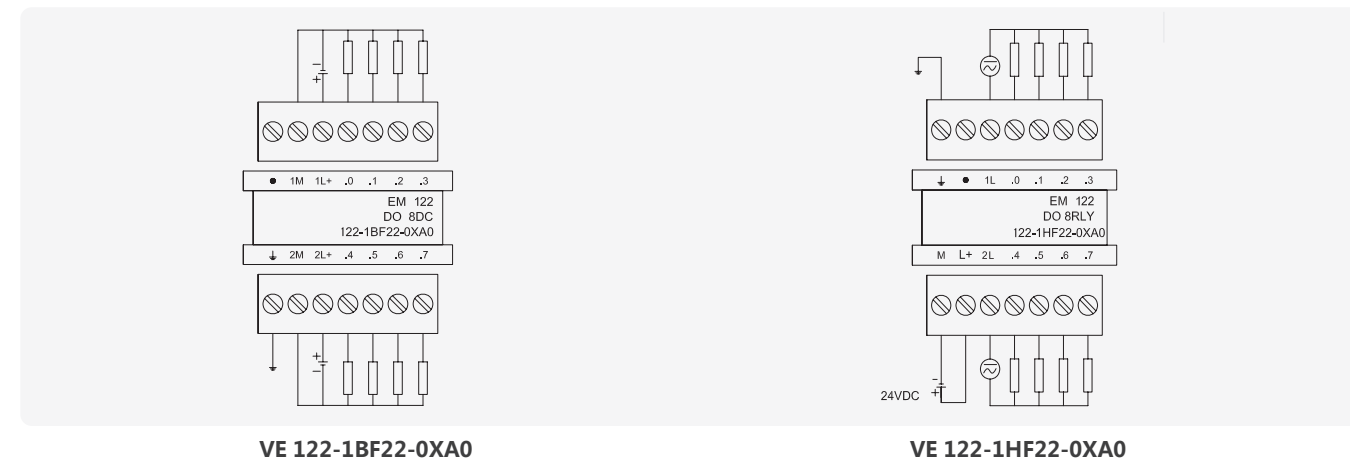 −
+
● 1M 1L+ .0 .1 .2 .3
EM 122
DO 8DC
122-1BF22-0XA0
⏚ 2M 2L+ .4 .5 .6 .7
+
−
VE 122-1BF22-0XA0
⏚ ● 1L .0 .1 .2 .3
EM 122
DO 8RLY
122-1HF22-0XA0
M L+ 2L .4 .5 .6 .7
-
24VDC +
VE 122-1HF22-0XA0